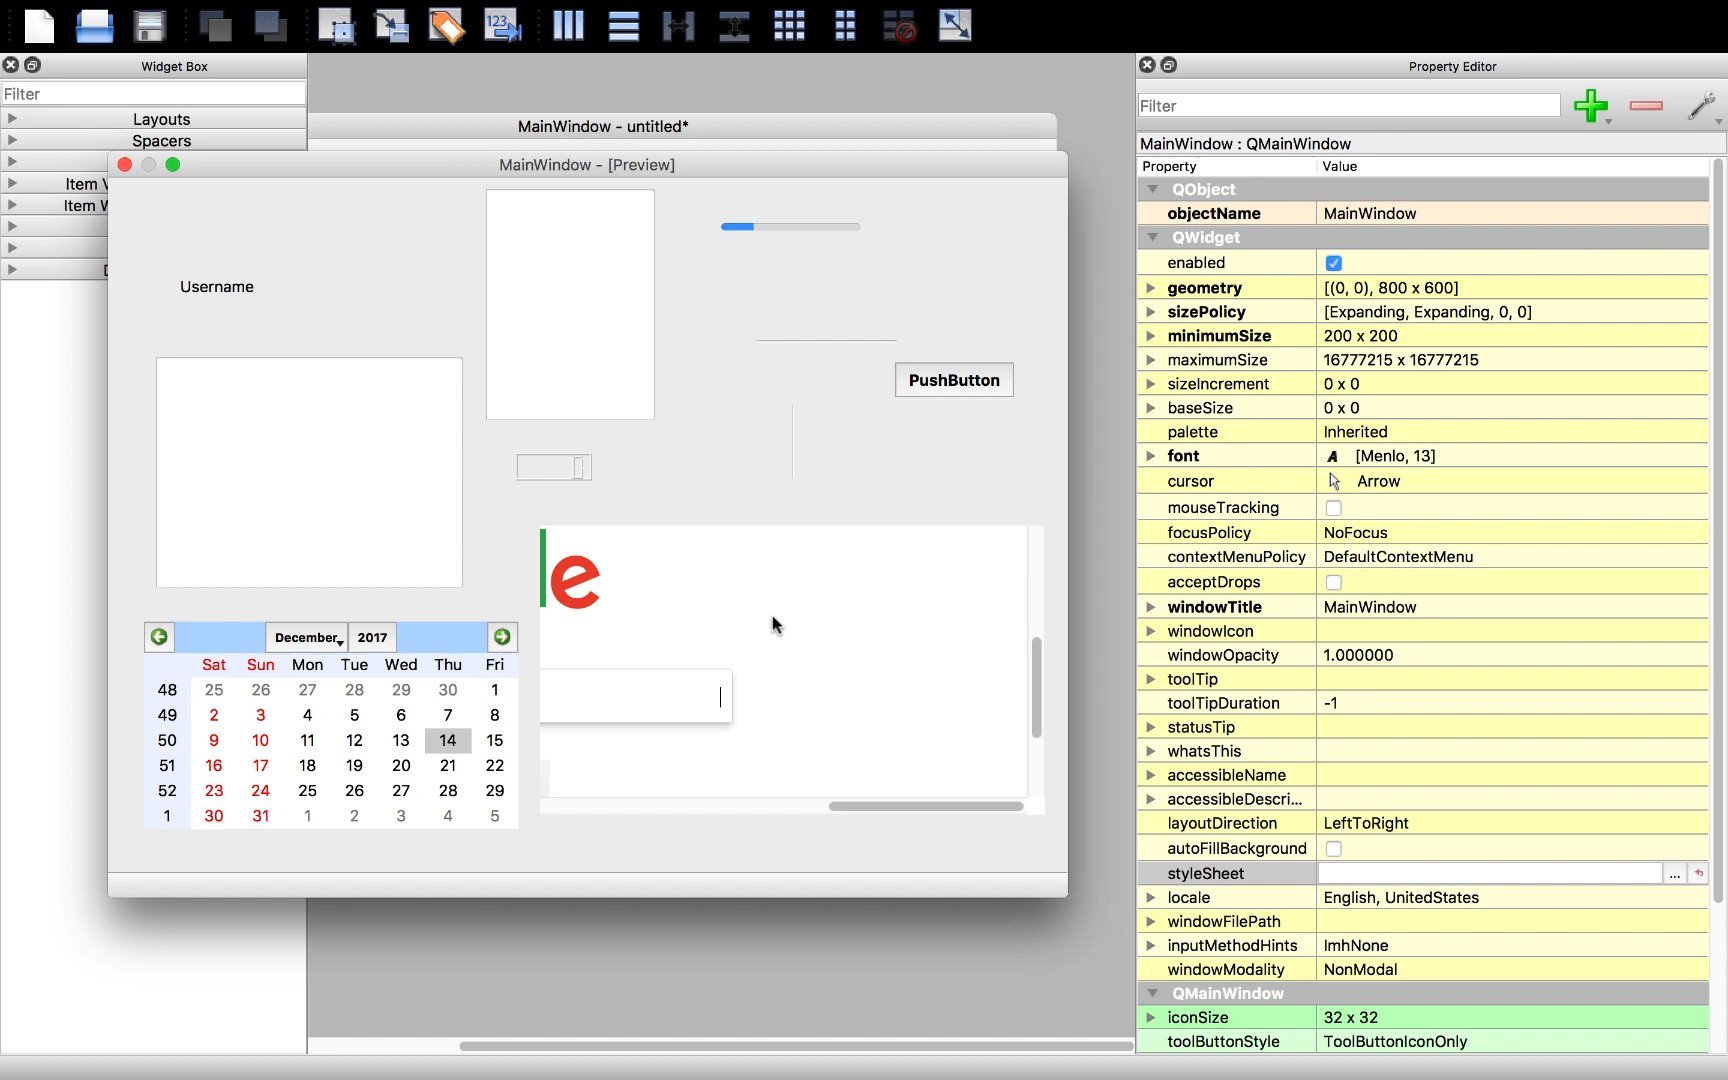 123
Widget Box
Property Editor
Filter
Filter
Layouts
Spacers
Item
Item
MainWindow - untitled*
MainWindow - [Preview]
Username
PushButton
e
December
2017
Sat Sun Mon Tue Wed Thu Fri
48 25 26 27 28 29 30 1
49 2 3 4 5 6 7 8
50 9 10 11 12 13 14 15
51 16 17 18 19 20 21 22
52 23 24 25 26 27 28 29
1 30 31 1 2 3 4 5
MainWindow : QMainWindow
Property Value
QObject
objectName MainWindow
QWidget
enabled
geometry [(0, 0), 800 x 600]
sizePolicy [Expanding, Expanding, 0, 0]
minimumSize 200 x 200
maximumSize 16777215 x 16777215
sizeIncrement 0 x 0
baseSize 0 x 0
palette Inherited
font A [Menlo, 13]
cursor Arrow
mouseTracking
focusPolicy NoFocus
contextMenuPolicy DefaultContextMenu
acceptDrops
windowTitle MainWindow
windowIcon
windowOpacity 1.000000
toolTip
toolTipDuration -1
statusTip
whatsThis
accessibleName
accessibleDescri...
layoutDirection LeftToRight
autoFillBackground
styleSheet ...
locale English, UnitedStates
windowFilePath
inputMethodHints ImhNone
windowModality NonModal
QMainWindow
iconSize 32 x 32
toolButtonStyle ToolButtonIconOnly